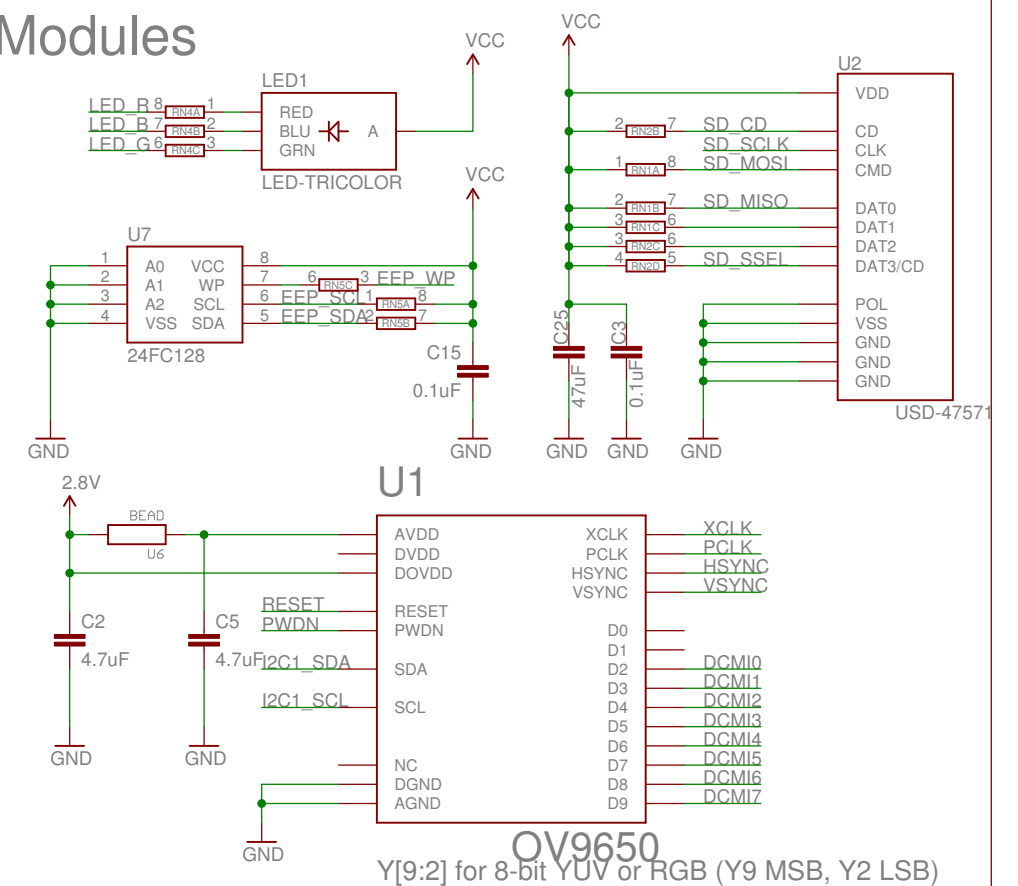 Modules
VCC
LED1
LED_R 8 RN4A 1 RED
LED_B 7 RN4B 2 BLU A
LED_G 6 RN4C 3 GRN
LED-TRICOLOR
VCC
U7
1 A0 VCC 8
2 A1 WP 7 6 RN5C 3 EEP_WP
3 A2 SCL 6 EEP_SCL 1 RN5A 8
4 VSS SDA 5 EEP_SDA 2 RN5B 7
24FC128
C15
0.1uF
GND
GND
VCC
U2
VDD
2 RN2B 7 SD_CD CD
SD_SCLK CLK
1 RN1A 8 SD_MOSI CMD
2 RN1B 7 SD_MISO DAT0
3 RN1C 6 DAT1
3 RN2C 6 DAT2
4 RN2D 5 SD_SSEL DAT3/CD
POL
VSS
GND
GND
GND
C25
47uF
C3
0.1uF
USD-47571
GND
GND
GND
2.8V
BEAD
U6
C2
4.7uF
C5
4.7uF
GND
GND
U1
AVDD XCLK XCLK
DVDD PCLK PCLK
DOVDD HSYNC HSYNC
VSYNC VSYNC
RESET RESET
PWDN PWDN D0
D1
I2C1_SDA SDA D2 DCMI0
D3 DCMI1
I2C1_SCL SCL D4 DCMI2
D5 DCMI3
D6 DCMI4
NC D7 DCMI5
DGND D8 DCMI6
AGND D9 DCMI7
GND
OV9650
Y[9:2] for 8-bit YUV or RGB (Y9 MSB, Y2 LSB)